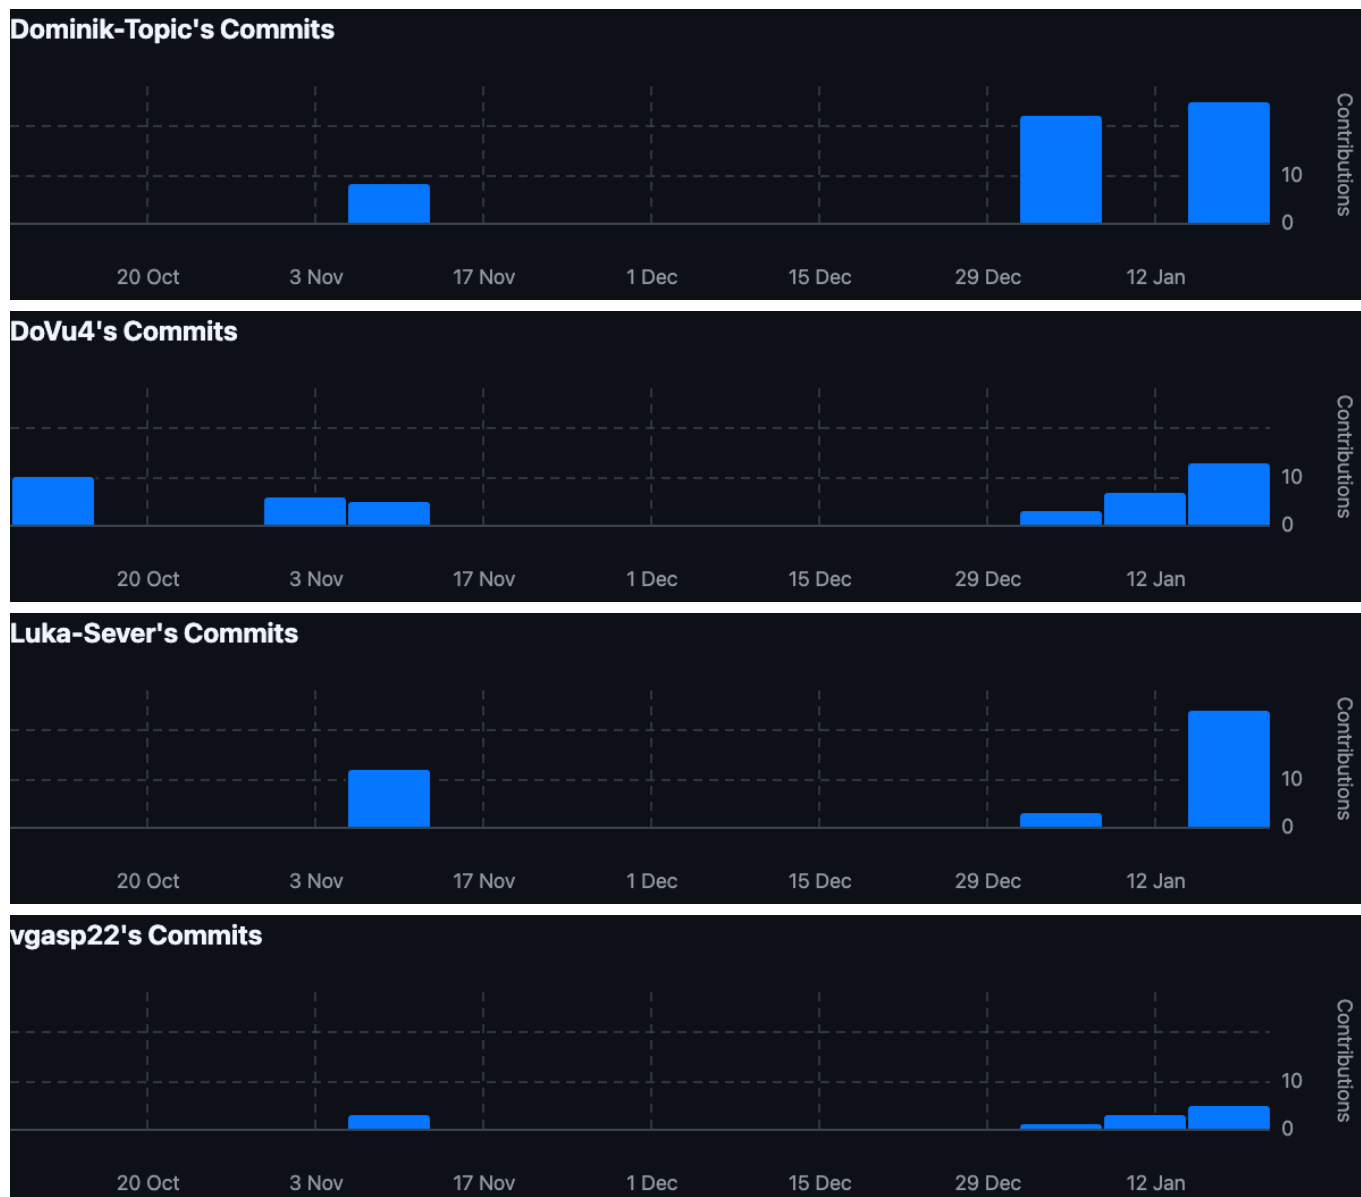 Dominik-Topic's Commits
Contributions
10
0
20 Oct 3 Nov 17 Nov 1 Dec 15 Dec 29 Dec 12 Jan
DoVu4's Commits
Contributions
10
0
20 Oct 3 Nov 17 Nov 1 Dec 15 Dec 29 Dec 12 Jan
Luka-Sever's Commits
Contributions
10
0
20 Oct 3 Nov 17 Nov 1 Dec 15 Dec 29 Dec 12 Jan
vgasp22's Commits
Contributions
10
0
20 Oct 3 Nov 17 Nov 1 Dec 15 Dec 29 Dec 12 Jan